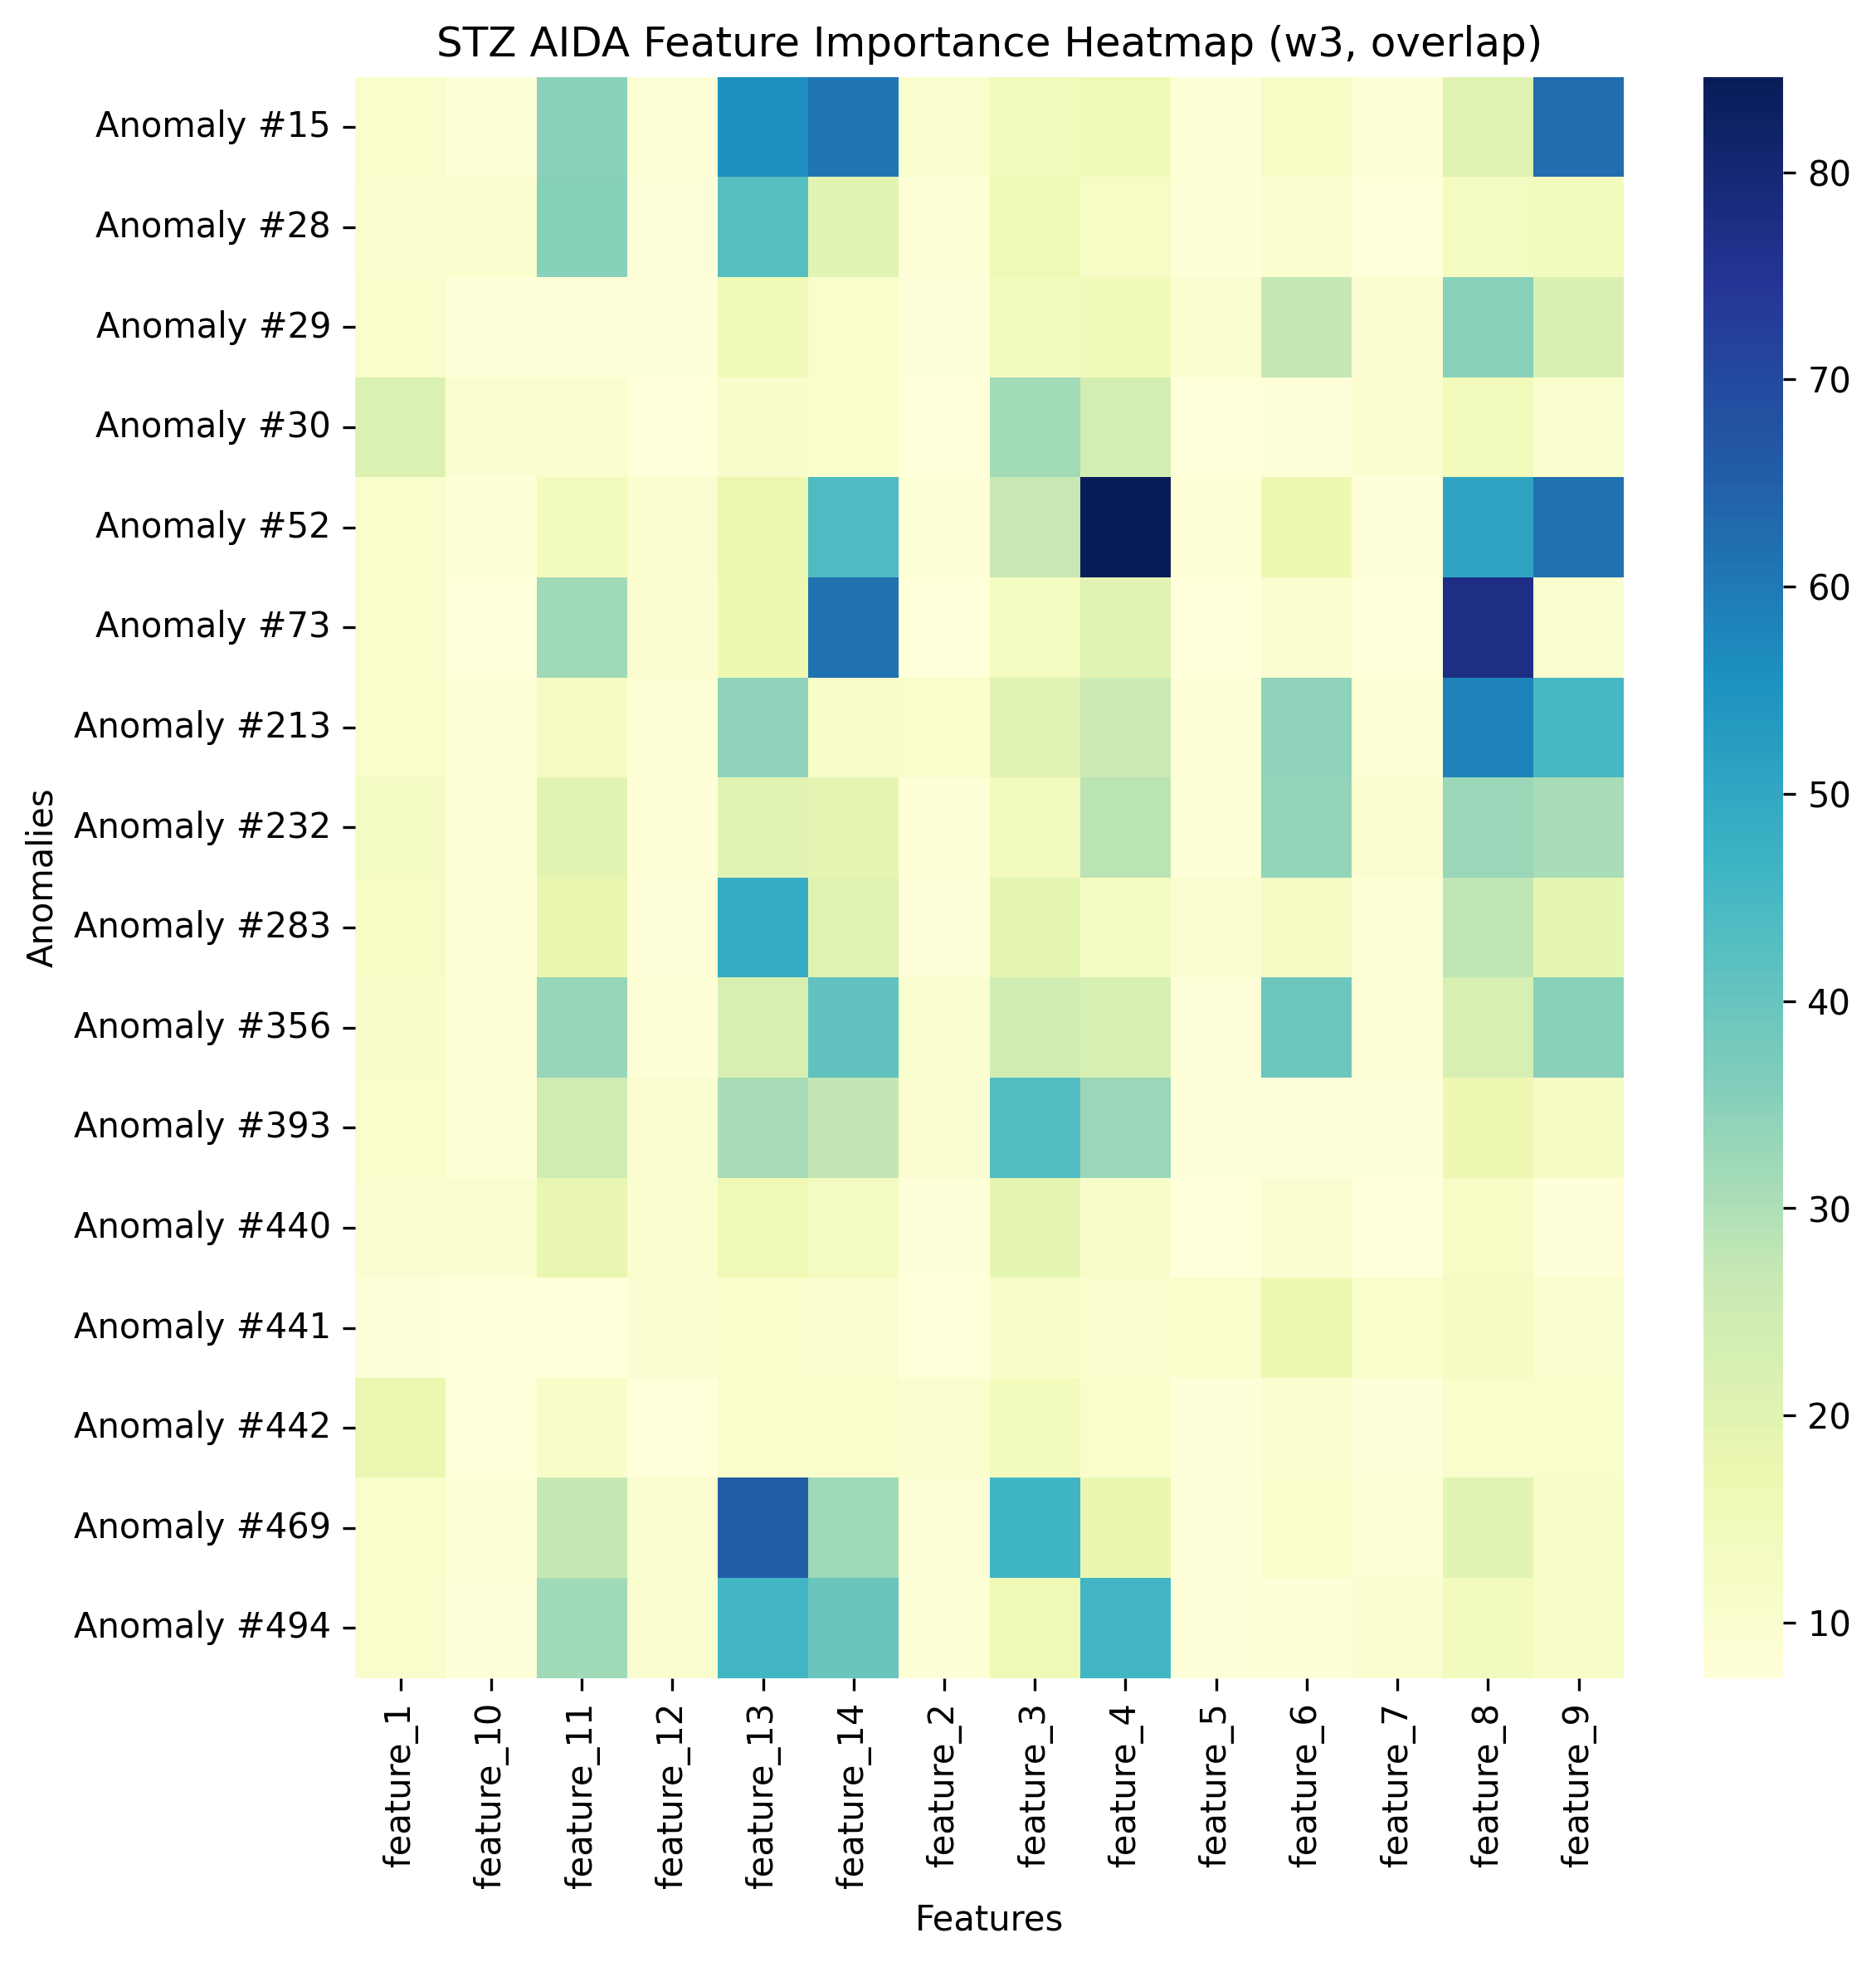 STZ AIDA Feature Importance Heatmap (w3, overlap)
Anomalies
Anomaly #15
Anomaly #28
Anomaly #29
Anomaly #30
Anomaly #52
Anomaly #73
Anomaly #213
Anomaly #232
Anomaly #283
Anomaly #356
Anomaly #393
Anomaly #440
Anomaly #441
Anomaly #442
Anomaly #469
Anomaly #494
feature_1
feature_10
feature_11
feature_12
feature_13
feature_14
feature_2
feature_3
feature_4
feature_5
feature_6
feature_7
feature_8
feature_9
Features
80
70
60
50
40
30
20
10